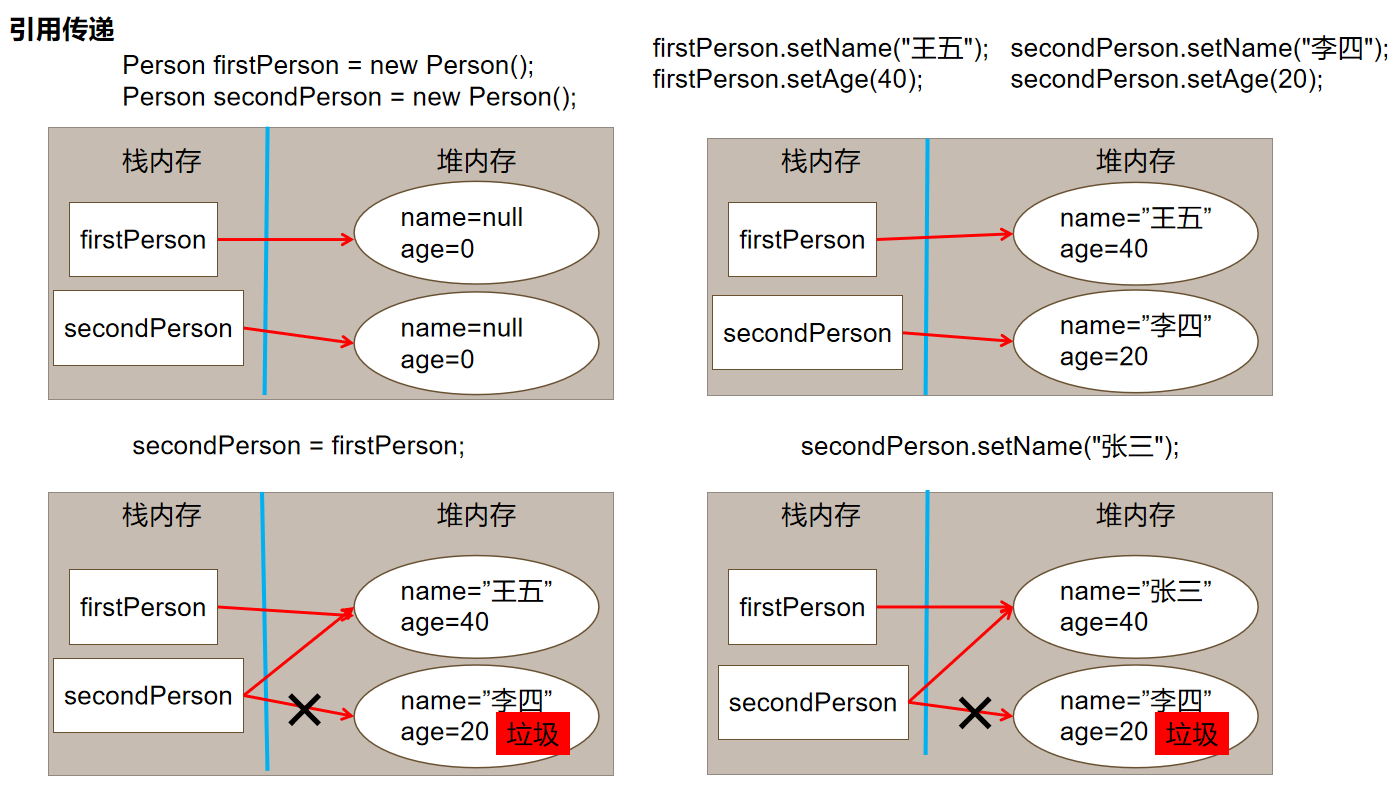 引用传递
Person firstPerson = new Person();
Person secondPerson = new Person();
firstPerson.setName("王五");
firstPerson.setAge(40);
secondPerson.setName("李四");
secondPerson.setAge(20);
栈内存
堆内存
firstPerson
name=null
age=0
secondPerson
name=null
age=0
栈内存
堆内存
firstPerson
name=”王五”
age=40
secondPerson
name=”李四”
age=20
secondPerson = firstPerson;
栈内存
堆内存
firstPerson
name=”王五”
age=40
secondPerson
name=”李四”
age=20
垃圾
secondPerson.setName("张三");
栈内存
堆内存
firstPerson
name=”张三”
age=40
secondPerson
name=”李四”
age=20
垃圾